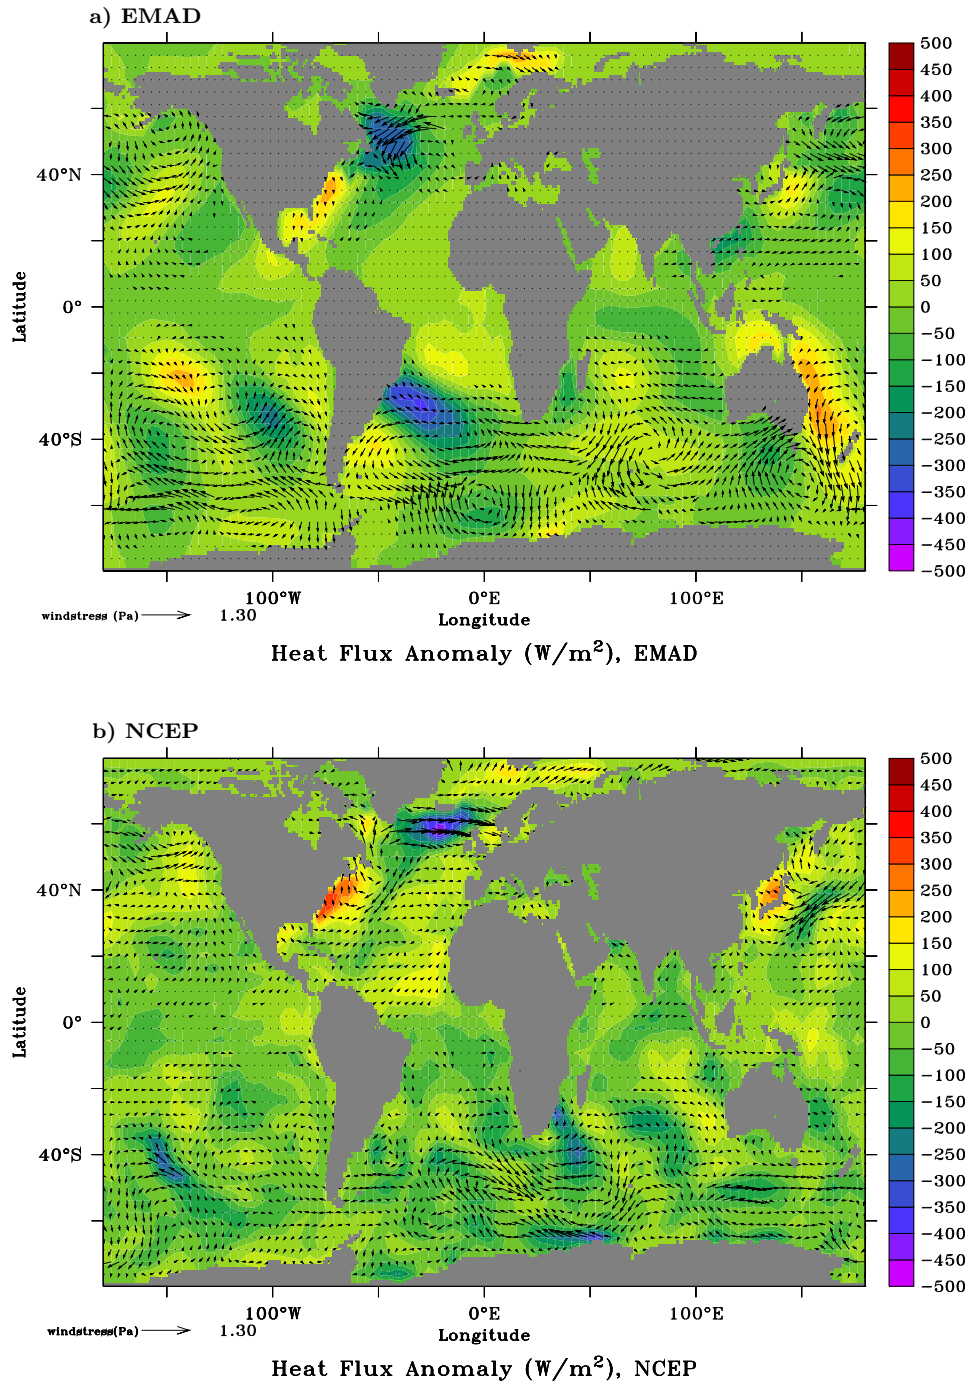 a) EMAD
500
450
400
350
300
250
200
150
100
50
0
−50
−100
−150
−200
−250
−300
−350
−400
−450
−500
40°N
0°
40°S
Latitude
100°W 0°E 100°E
Longitude
windstress (Pa) 1.30
Heat Flux Anomaly (W/m²), EMAD
b) NCEP
500
450
400
350
300
250
200
150
100
50
0
−50
−100
−150
−200
−250
−300
−350
−400
−450
−500
40°N
0°
40°S
Latitude
100°W 0°E 100°E
Longitude
windstress(Pa) 1.30
Heat Flux Anomaly (W/m²), NCEP